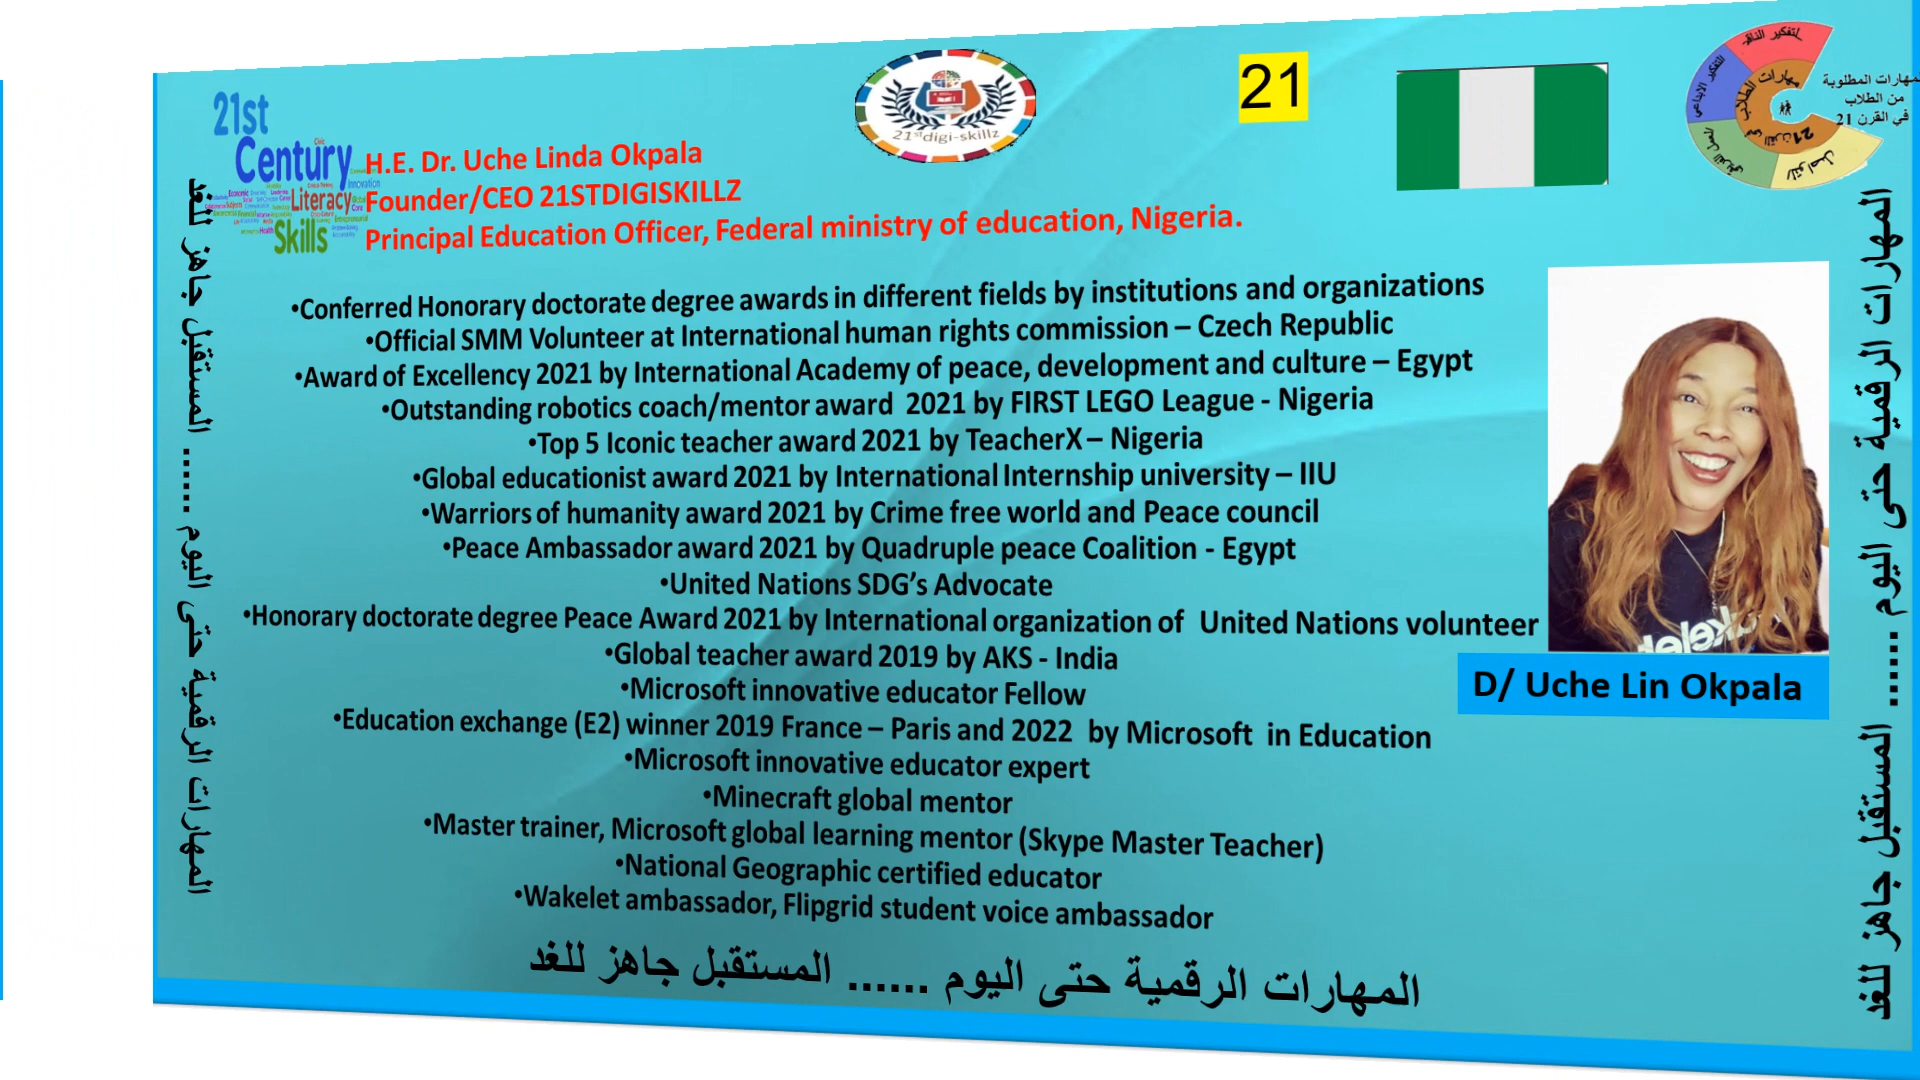 21st
Century
Literacy
Skills
Innovation
21stdigi-skillz
21
لتفكير الناقد
التفكير الابداعي
العمل الفريقي
التواصل
مهارات
الطلاب
في القرن 21
المهارات المطلوبة
من الطلاب
في القرن 21
H.E. Dr. Uche Linda Okpala
Founder/CEO 21STDIGISKILLZ
Principal Education Officer, Federal ministry of education, Nigeria.
•Conferred Honorary doctorate degree awards in different fields by institutions and organizations
•Official SMM Volunteer at International human rights commission – Czech Republic
•Award of Excellency 2021 by International Academy of peace, development and culture – Egypt
•Outstanding robotics coach/mentor award 2021 by FIRST LEGO League - Nigeria
•Top 5 Iconic teacher award 2021 by TeacherX – Nigeria
•Global educationist award 2021 by International Internship university – IIU
•Warriors of humanity award 2021 by Crime free world and Peace council
•Peace Ambassador award 2021 by Quadruple peace Coalition - Egypt
•United Nations SDG’s Advocate
•Honorary doctorate degree Peace Award 2021 by International organization of United Nations volunteer
•Global teacher award 2019 by AKS - India
•Microsoft innovative educator Fellow
•Education exchange (E2) winner 2019 France – Paris and 2022 by Microsoft in Education
•Microsoft innovative educator expert
•Minecraft global mentor
•Master trainer, Microsoft global learning mentor (Skype Master Teacher)
•National Geographic certified educator
•Wakelet ambassador, Flipgrid student voice ambassador
D/ Uche Lin Okpala
المهارات الرقمية حتى اليوم ...... المستقبل جاهز للغد
المهارات الرقمية حتى اليوم ...... المستقبل جاهز للغد
المهارات الرقمية حتى اليوم ...... المستقبل جاهز للغد